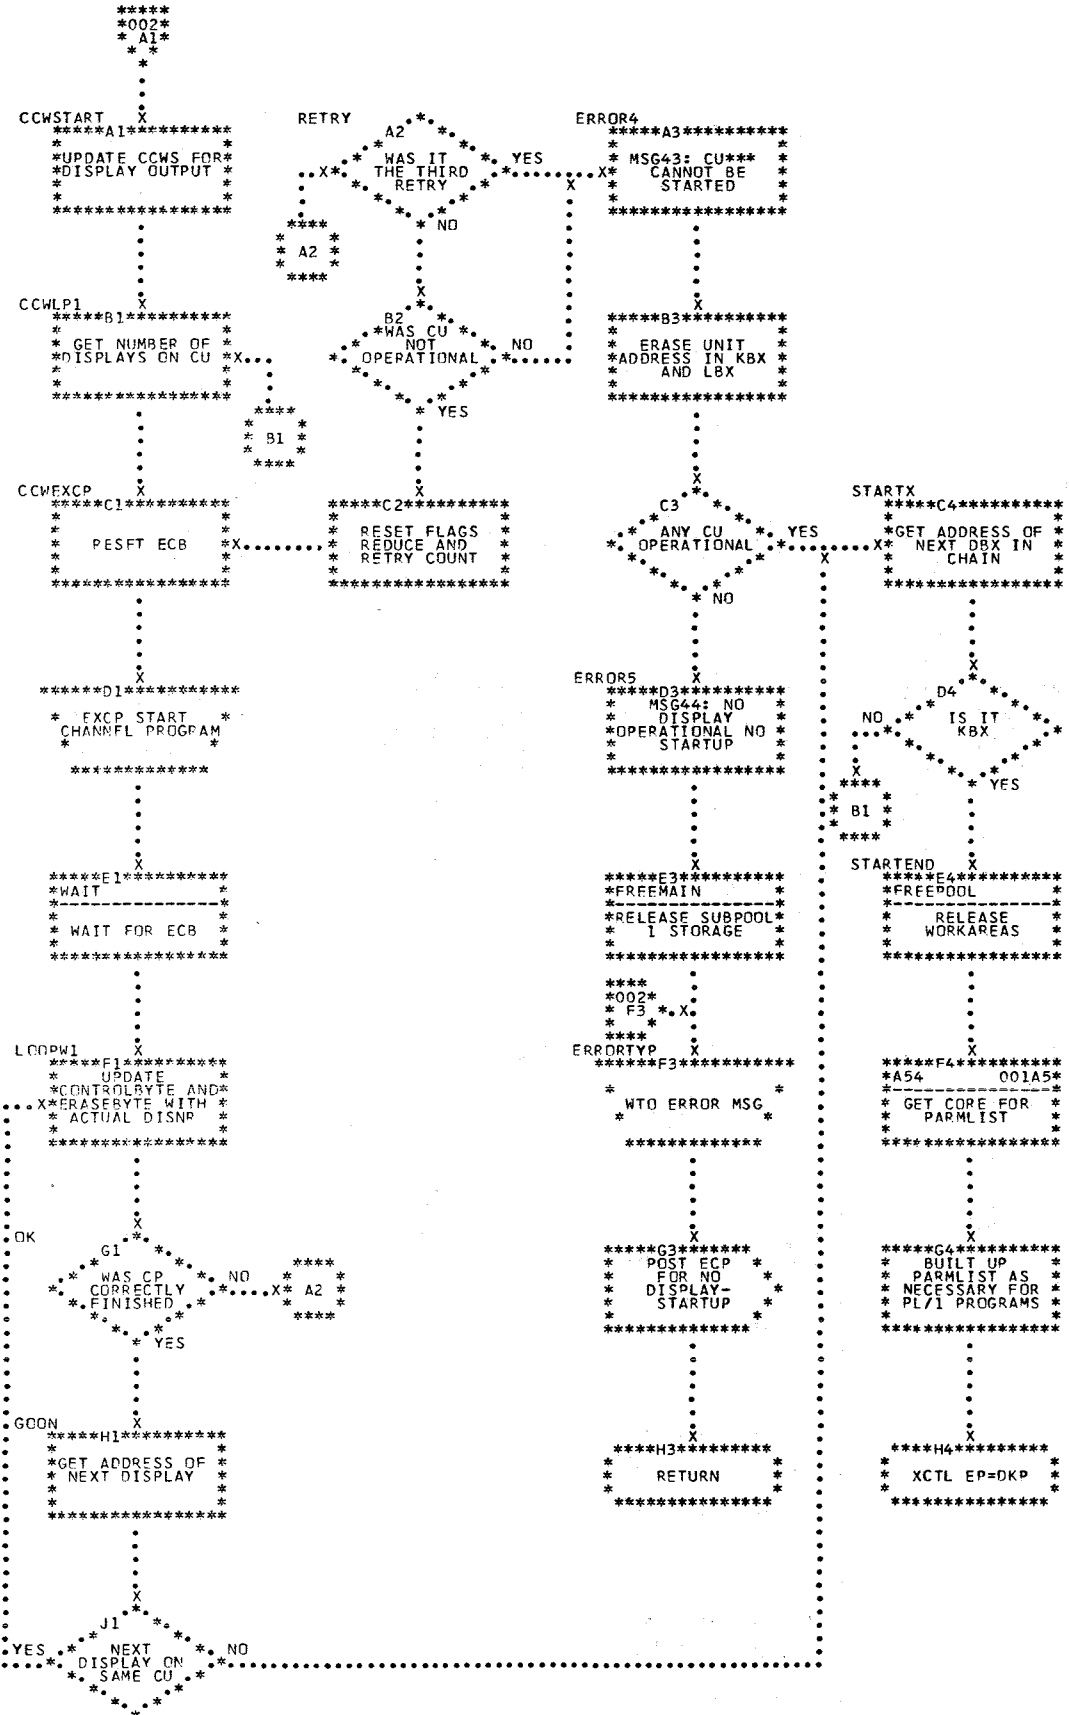 002
A1
CCWSTART
A1
UPDATE CCWS FOR
DISPLAY OUTPUT
RETRY
A2
WAS IT
THE THIRD
RETRY
YES
NO
A2
ERROR4
A3
MSG43: CU***
CANNOT BE
STARTED
CCWLP1
B1
GET NUMBER OF
DISPLAYS ON CU
B1
B2
WAS CU
NOT
OPERATIONAL
NO
YES
B3
ERASE UNIT
ADDRESS IN KBX
AND LBX
CCWEXCP
C1
RESET ECB
C2
RESET FLAGS
REDUCE AND
RETRY COUNT
C3
ANY CU
OPERATIONAL
YES
NO
STARTX
C4
GET ADDRESS OF
NEXT DBX IN
CHAIN
D1
EXCP START
CHANNEL PROGRAM
ERROR5
D3
MSG44: NO
DISPLAY
OPERATIONAL NO
STARTUP
D4
NO
IS IT
KBX
YES
B1
E1
WAIT
WAIT FOR ECB
E3
FREEMAIN
RELEASE SUBPOOL
1 STORAGE
STARTEND
E4
FREEPOOL
RELEASE
WORKAREAS
002
F3
LOOPW1
F1
UPDATE
CONTROLBYTE AND
ERASEBYTE WITH
ACTUAL DISNR
ERRORTYP
F3
WTO ERROR MSG
F4
A54 001A5
GET CORE FOR
PARMLIST
OK
G1
WAS CP
CORRECTLY
FINISHED
NO
YES
A2
G3
POST ECP
FOR NO
DISPLAY-
STARTUP
G4
BUILT UP
PARMLIST AS
NECESSARY FOR
PL/1 PROGRAMS
GOON
H1
GET ADDRESS OF
NEXT DISPLAY
H3
RETURN
H4
XCTL EP=DKP
J1
YES
NEXT
DISPLAY ON
SAME CU
NO